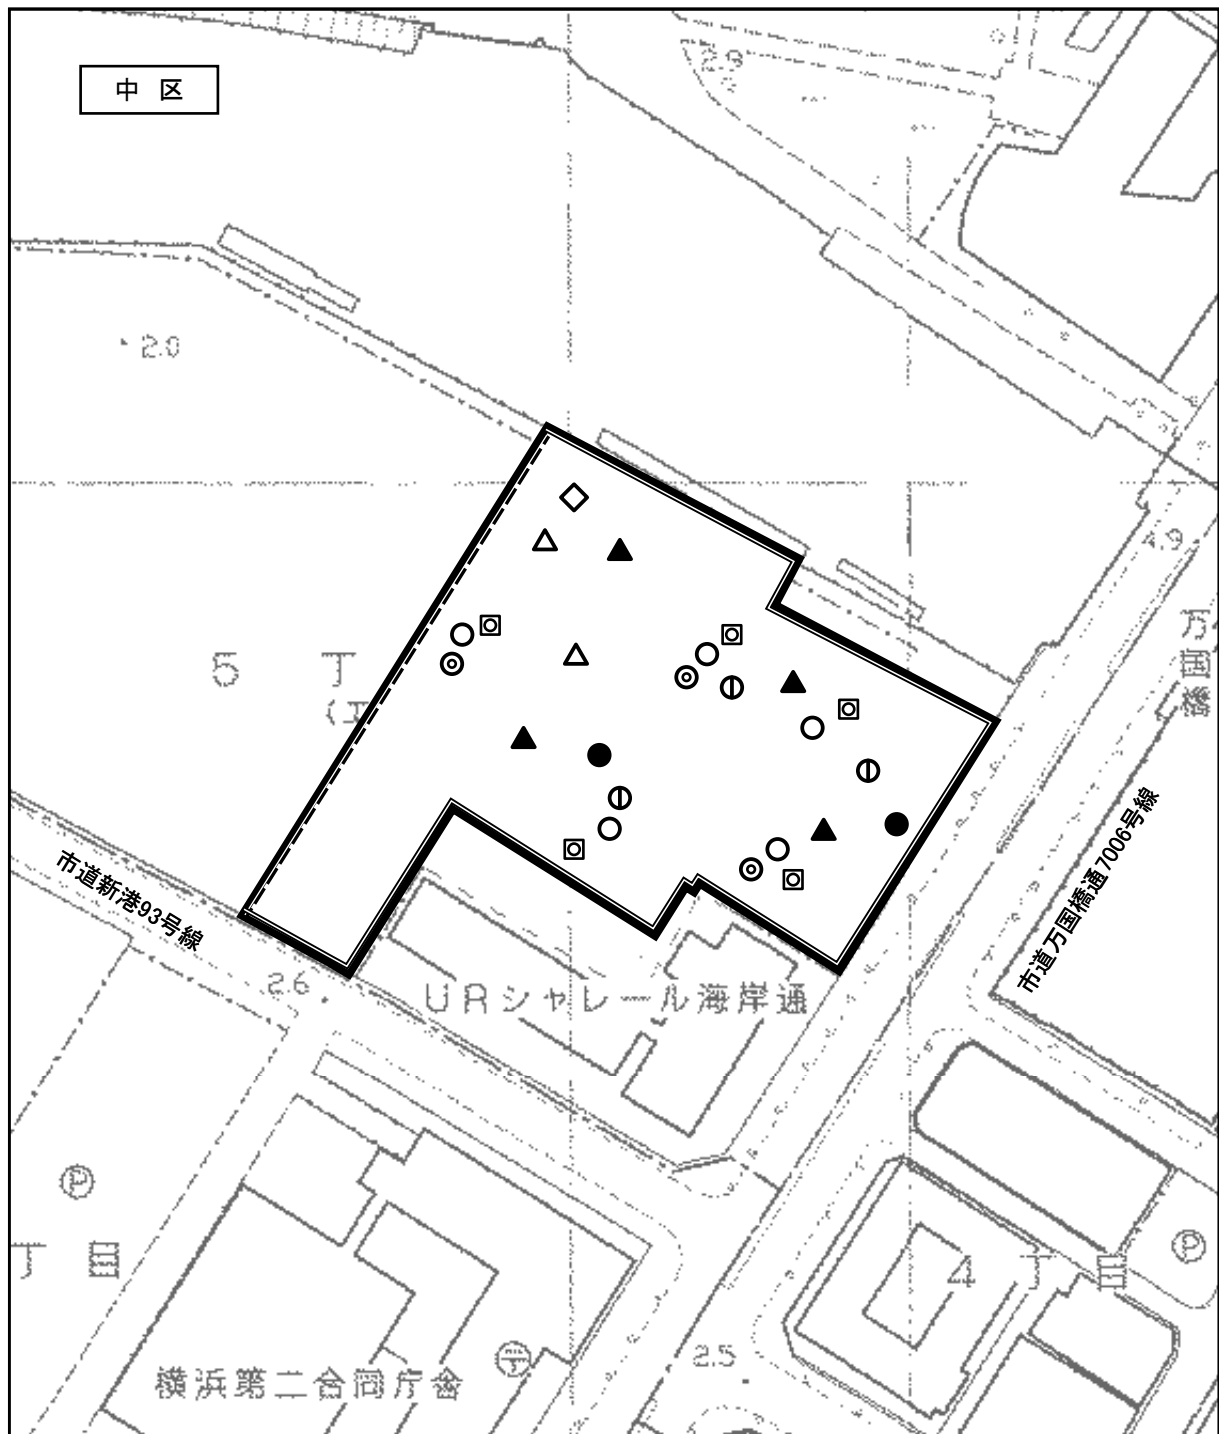 中 区
2.9
2.0
4.9
万国橋
5 丁
(工
市道新港93号線
市道万国橋通7006号線
2.6
URシャレール海岸通
P
丁 目
P
4 丁 目
2.5
横浜第二合同庁舎